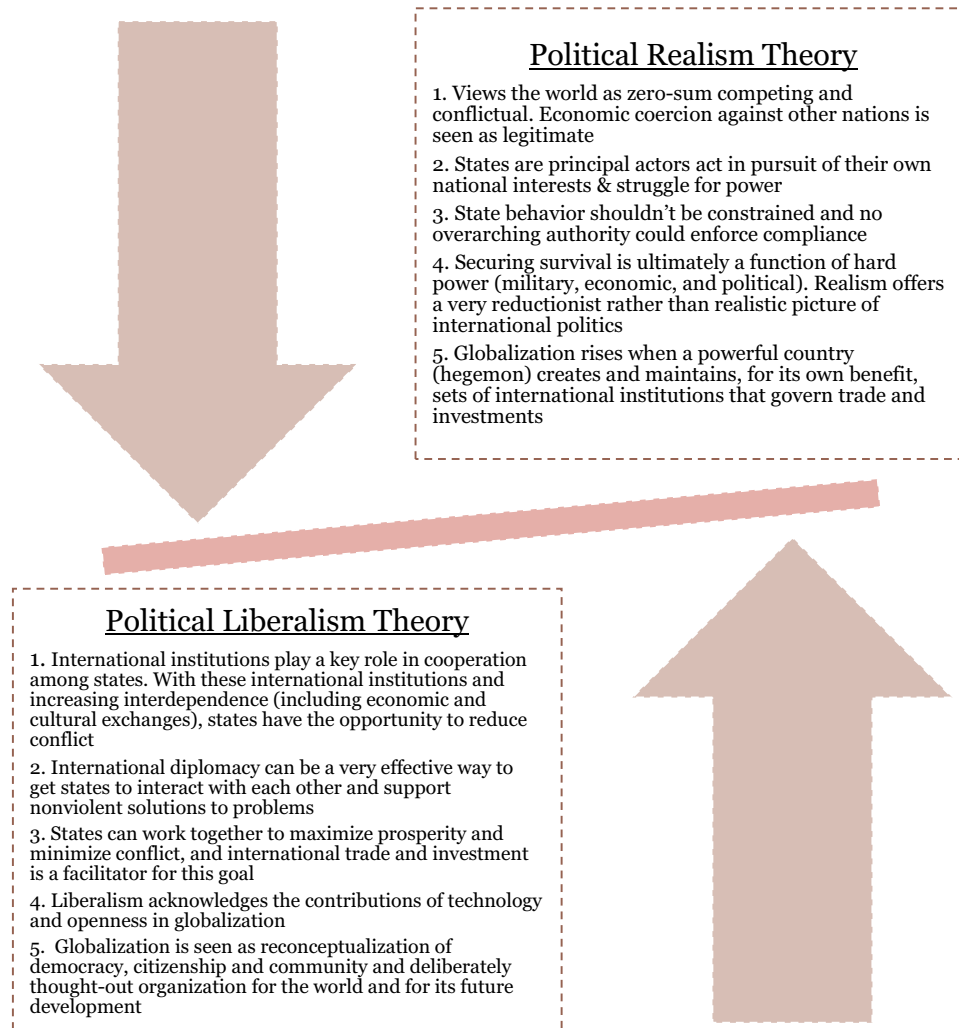 Political Realism Theory
1. Views the world as zero-sum competing and
conflictual. Economic coercion against other nations is
seen as legitimate
2. States are principal actors act in pursuit of their own
national interests & struggle for power
3. State behavior shouldn’t be constrained and no
overarching authority could enforce compliance
4. Securing survival is ultimately a function of hard
power (military, economic, and political). Realism offers
a very reductionist rather than realistic picture of
international politics
5. Globalization rises when a powerful country
(hegemon) creates and maintains, for its own benefit,
sets of international institutions that govern trade and
investments
Political Liberalism Theory
1. International institutions play a key role in cooperation
among states. With these international institutions and
increasing interdependence (including economic and
cultural exchanges), states have the opportunity to reduce
conflict
2. International diplomacy can be a very effective way to
get states to interact with each other and support
nonviolent solutions to problems
3. States can work together to maximize prosperity and
minimize conflict, and international trade and investment
is a facilitator for this goal
4. Liberalism acknowledges the contributions of technology
and openness in globalization
5. Globalization is seen as reconceptualization of
democracy, citizenship and community and deliberately
thought-out organization for the world and for its future
development